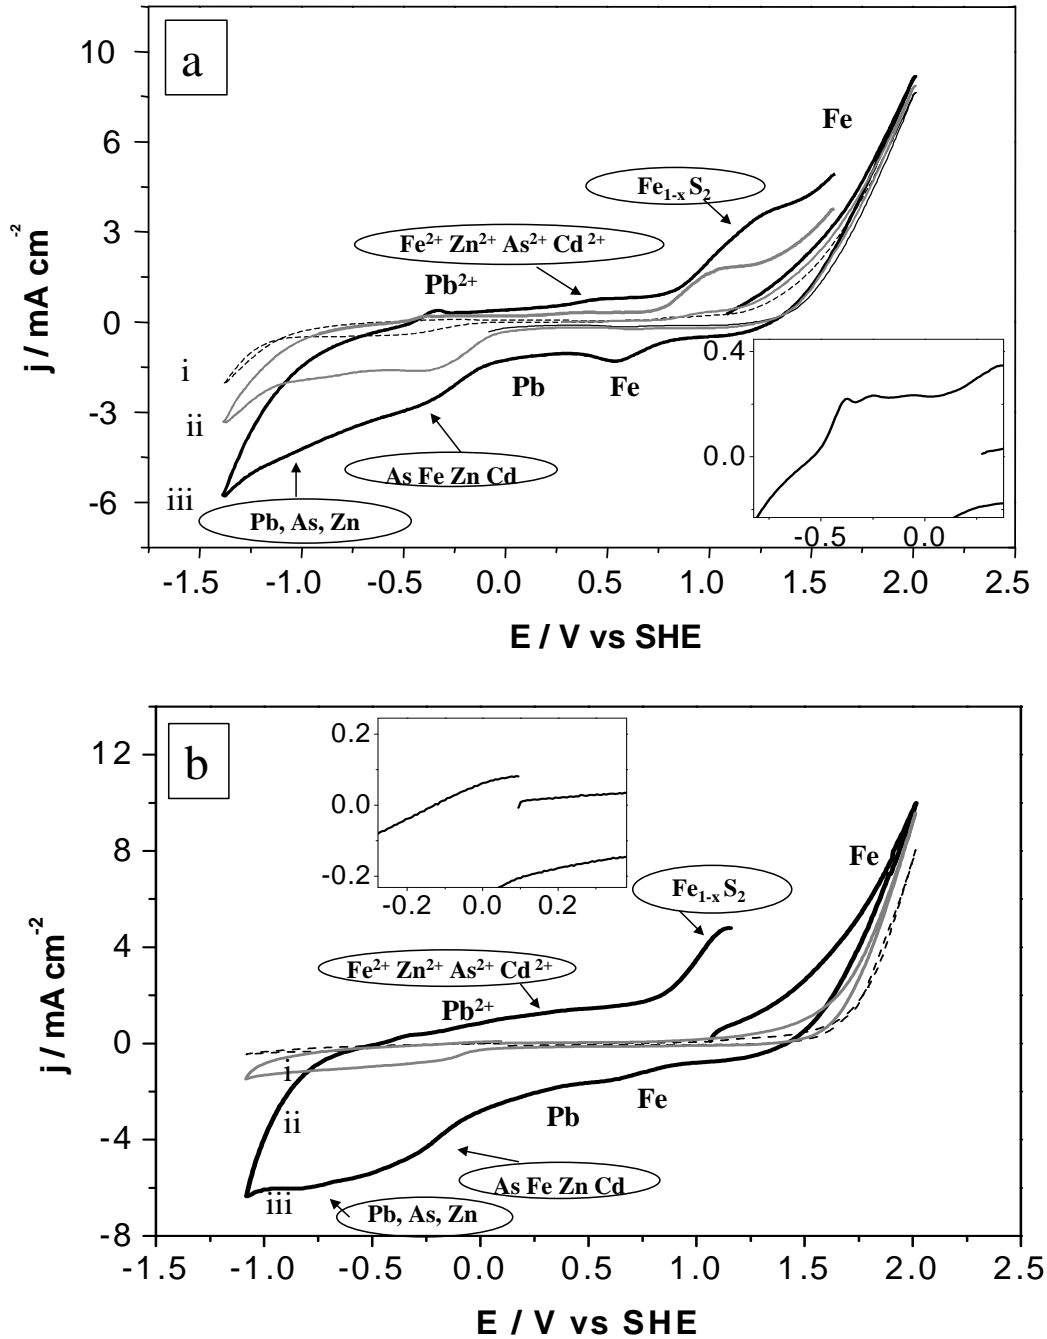 a
10
6
3
0
-3
-6
j / mA cm⁻²
Fe
Fe₁₋ₓ S₂
Fe²⁺ Zn²⁺ As²⁺ Cd²⁺
Pb²⁺
i
ii
iii
Pb
Fe
As Fe Zn Cd
Pb, As, Zn
0.4
0.0
-0.5 0.0
-1.5 -1.0 -0.5 0.0 0.5 1.0 1.5 2.0 2.5
E / V vs SHE
b
12
8
4
0
-4
-8
j / mA cm⁻²
0.2
0.0
-0.2
-0.2 0.0 0.2
Fe
Fe₁₋ₓ S₂
Fe²⁺ Zn²⁺ As²⁺ Cd²⁺
Pb²⁺
i
ii
iii
Pb
Fe
As Fe Zn Cd
Pb, As, Zn
-1.5 -1.0 -0.5 0.0 0.5 1.0 1.5 2.0 2.5
E / V vs SHE